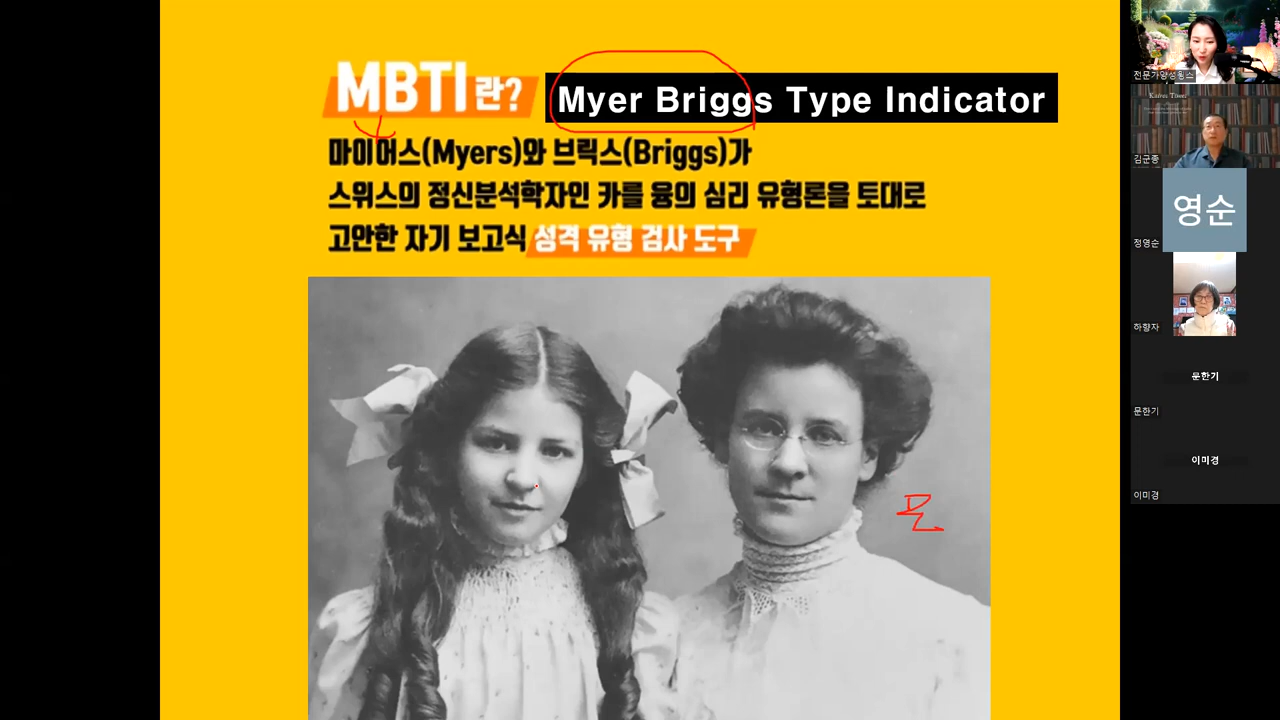 MBTI란? Myer Briggs Type Indicator
마이어스(Myers)와 브릭스(Briggs)가
스위스의 정신분석학자인 카를 융의 심리 유형론을 토대로
고안한 자기 보고식 성격 유형 검사 도구
모
전문가양성윙스
김군종
영순
정영순
하향자
문한기
문한기
이미경
이미경